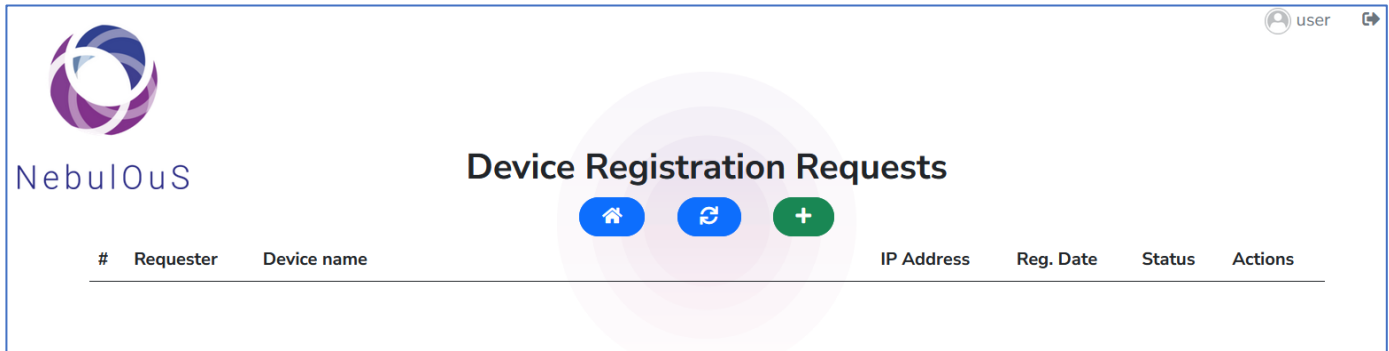 user
NebulOuS
Device Registration Requests
# Requester Device name IP Address Reg. Date Status Actions